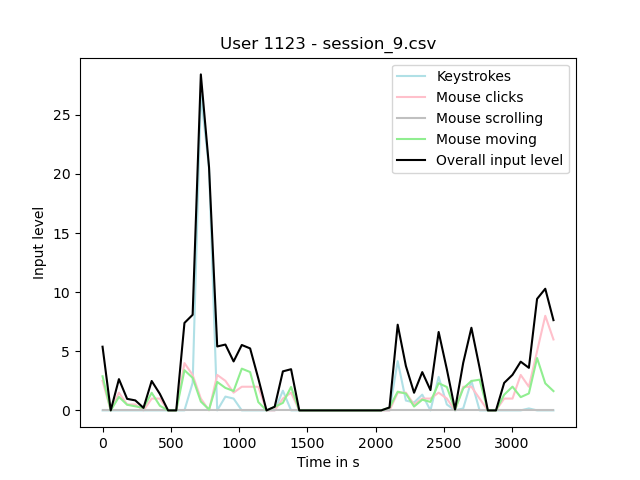 User 1123 - session_9.csv
Keystrokes
Mouse clicks
Mouse scrolling
Mouse moving
Overall input level
Input level
25
20
15
10
5
0
0 500 1000 1500 2000 2500 3000
Time in s